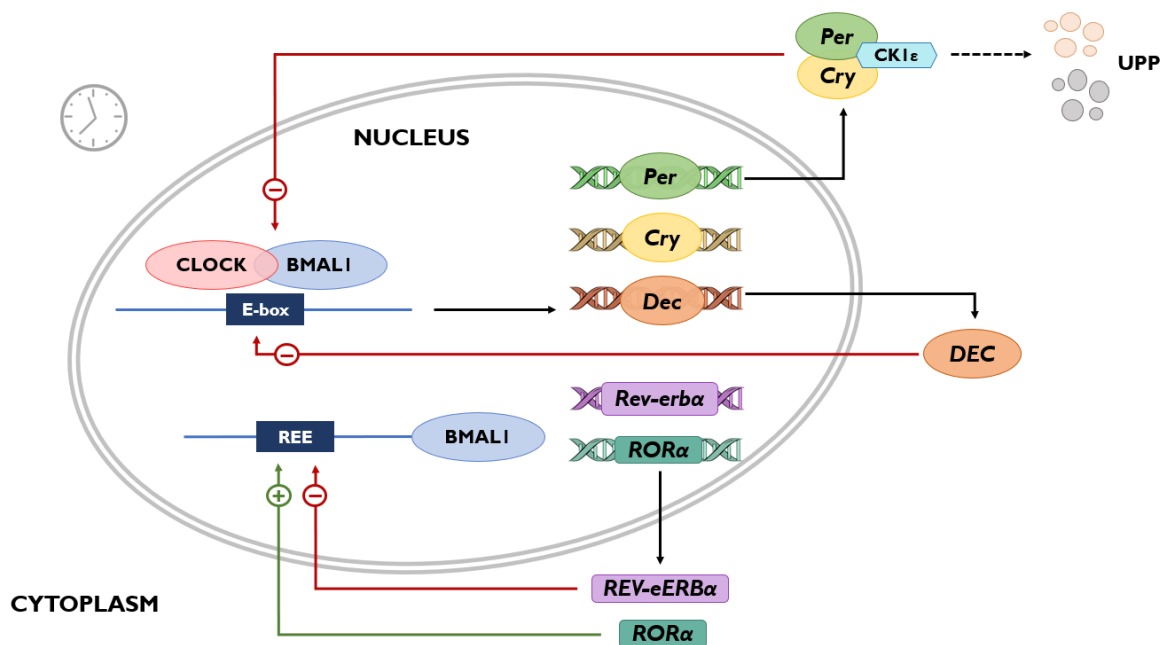 Per
CK1ε
Cry
UPP
NUCLEUS
Per
Cry
CLOCK
BMAL1
E-box
Dec
DEC
Rev-erbα
REE
BMAL1
RORα
REV-eERBα
CYTOPLASM
RORα